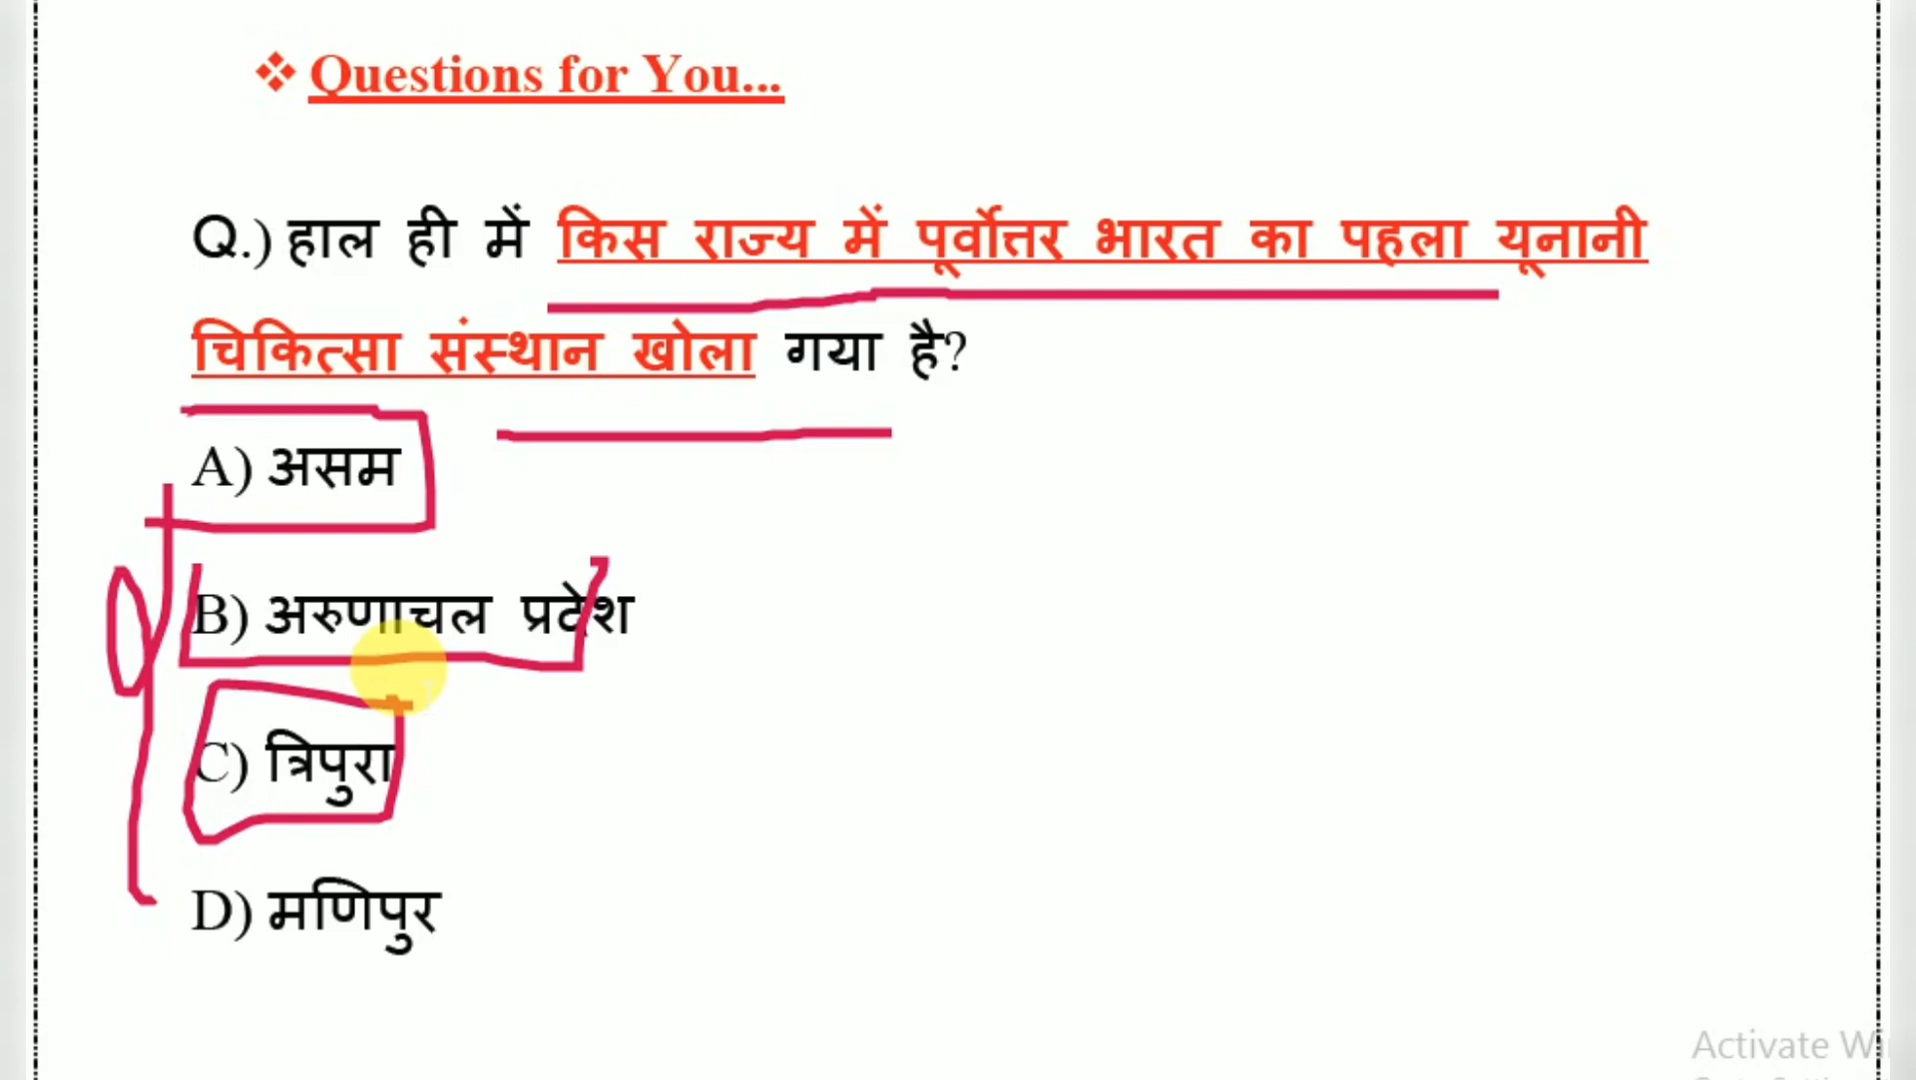 ❖ Questions for You...
Q.) हाल ही में किस राज्य में पूर्वोत्तर भारत का पहला यूनानी
चिकित्सा संस्थान खोला गया है?
A) असम
B) अरुणाचल प्रदेश
C) त्रिपुरा
D) मणिपुर
Activate Wi